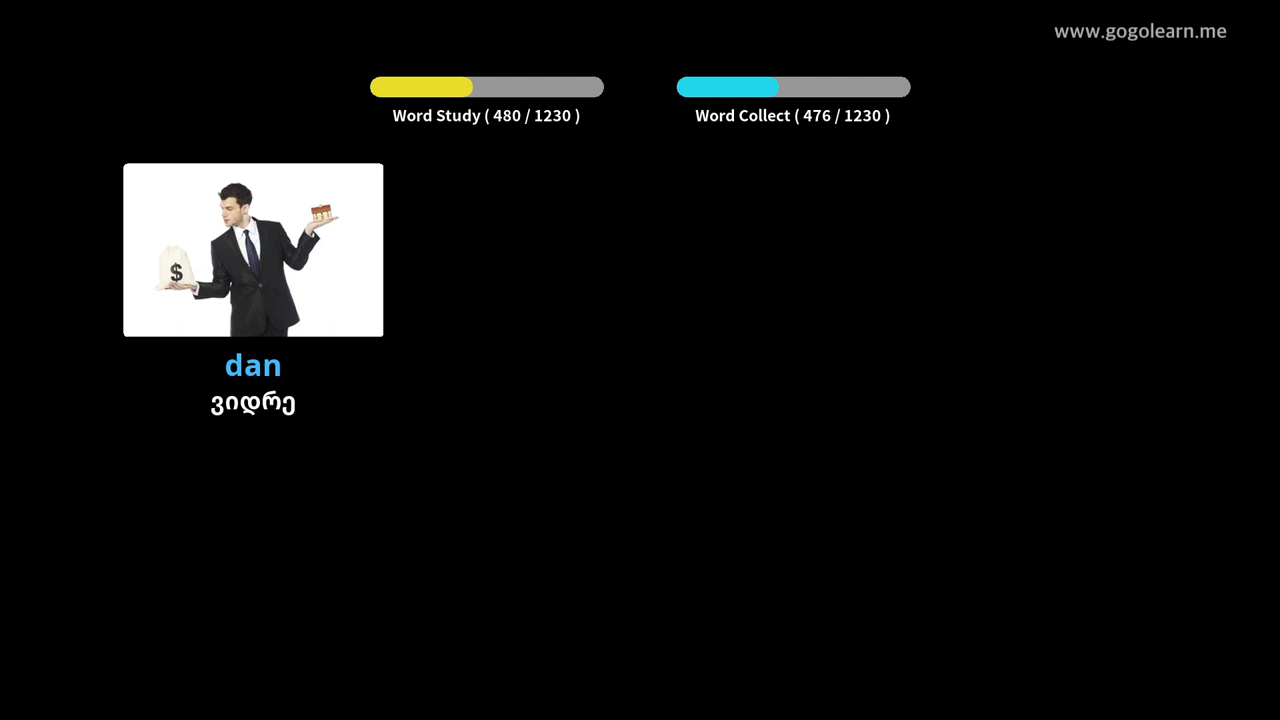 www.gogolearn.me
Word Study ( 480 / 1230 )
Word Collect ( 476 / 1230 )
$
dan
ვიდრე